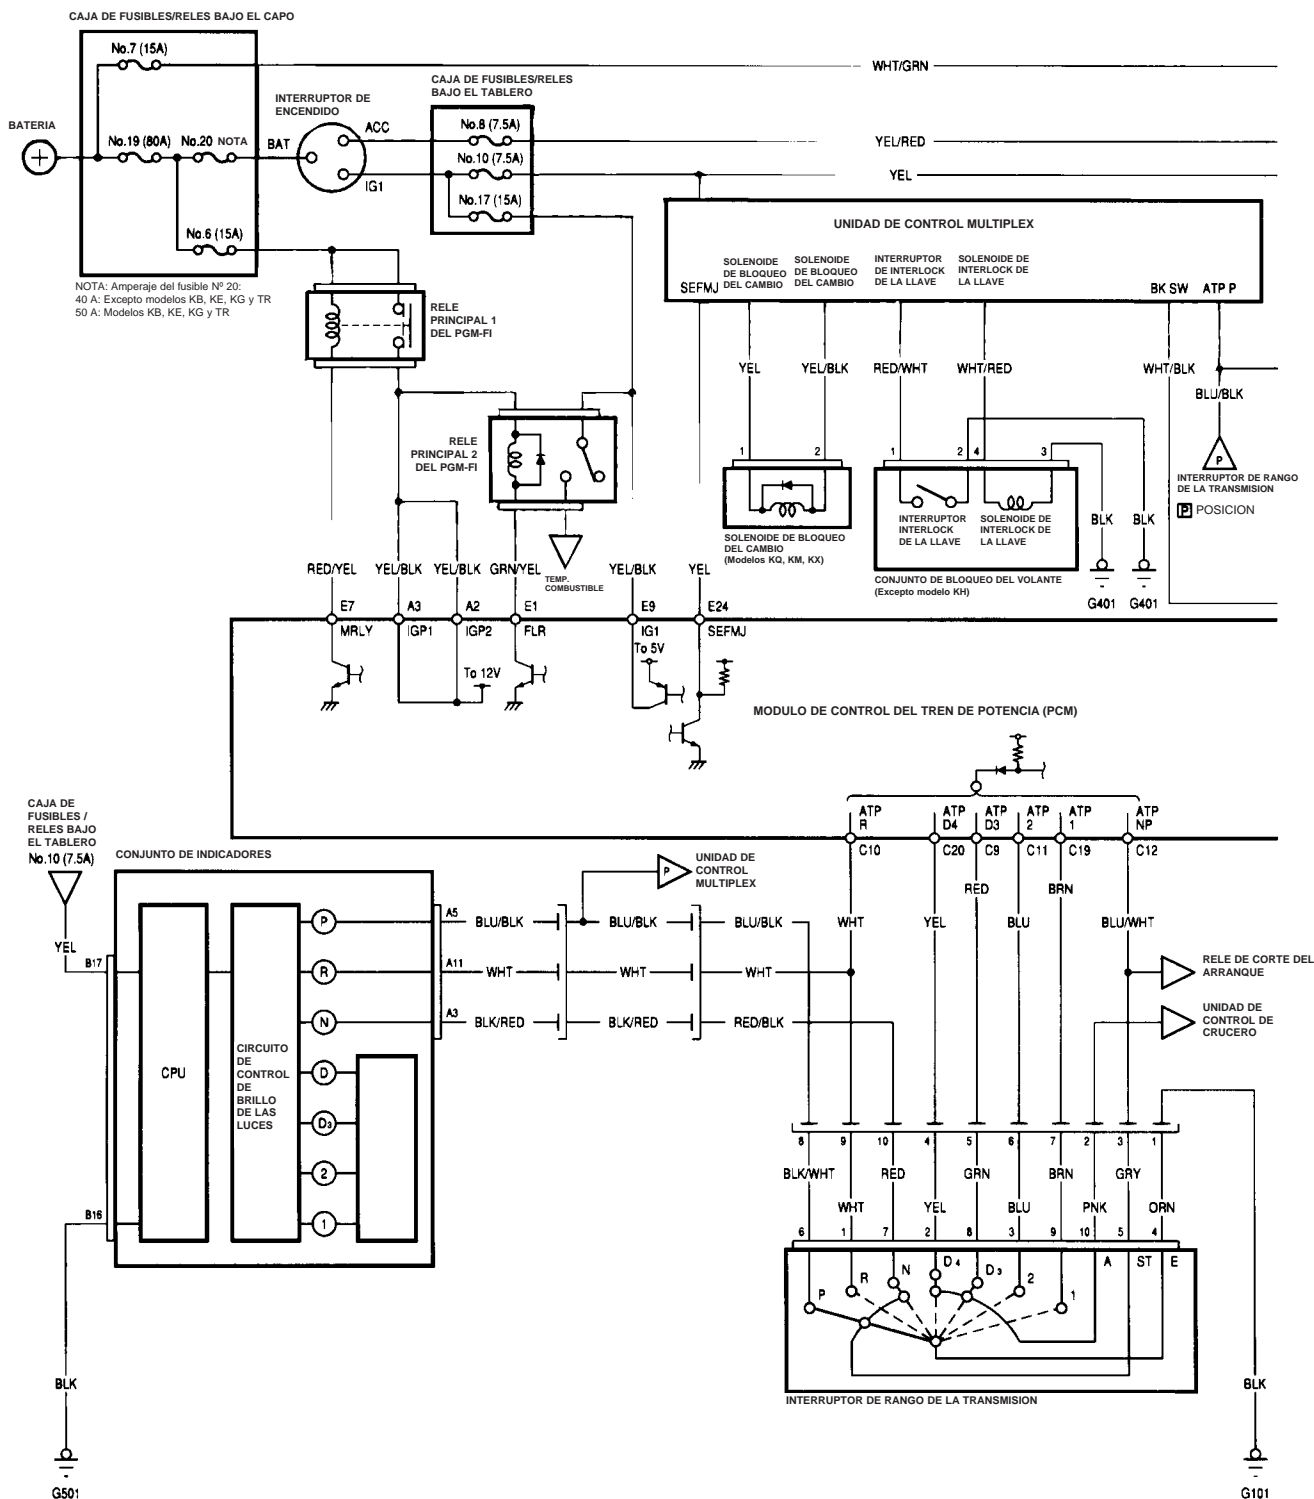 CAJA DE FUSIBLES/RELES BAJO EL CAPO
No.7 (15A)
WHT/GRN
CAJA DE FUSIBLES/RELES
BAJO EL TABLERO
INTERRUPTOR DE
ENCENDIDO
BATERIA
No.19 (80A)
No.20 NOTA
BAT
ACC
IG1
No.8 (7.5A)
YEL/RED
No.10 (7.5A)
YEL
No.17 (15A)
No.6 (15A)
NOTA: Amperaje del fusible Nº 20:
40 A: Excepto modelos KB, KE, KG y TR
50 A: Modelos KB, KE, KG y TR
RELE
PRINCIPAL 1
DEL PGM-FI
RELE
PRINCIPAL 2
DEL PGM-FI
UNIDAD DE CONTROL MULTIPLEX
SEFMJ
SOLENOIDE
DE BLOQUEO
DEL CAMBIO
SOLENOIDE
DE BLOQUEO
DEL CAMBIO
INTERRUPTOR
DE INTERLOCK
DE LA LLAVE
SOLENOIDE DE
INTERLOCK DE
LA LLAVE
BK SW
ATP P
YEL
YEL/BLK
RED/WHT
WHT/RED
WHT/BLK
BLU/BLK
1
2
1
2
4
3
P
INTERRUPTOR DE RANGO
DE LA TRANSMISION
P POSICION
SOLENOIDE DE BLOQUEO
DEL CAMBIO
(Modelos KQ, KM, KX)
INTERRUPTOR
INTERLOCK
DE LA LLAVE
SOLENOIDE DE
INTERLOCK DE
LA LLAVE
CONJUNTO DE BLOQUEO DEL VOLANTE
(Excepto modelo KH)
BLK
BLK
G401
G401
TEMP.
COMBUSTIBLE
RED/YEL
YEL/BLK
YEL/BLK
GRN/YEL
YEL/BLK
YEL
E7
A3
A2
E1
E9
E24
MRLY
IGP1
IGP2
FLR
IG1
SEFMJ
To 12V
To 5V
MODULO DE CONTROL DEL TREN DE POTENCIA (PCM)
ATP
R
ATP
D4
ATP
D3
ATP
2
ATP
1
ATP
NP
C10
C20
C9
C11
C19
C12
CAJA DE
FUSIBLES /
RELES BAJO
EL TABLERO
No.10 (7.5A)
CONJUNTO DE INDICADORES
UNIDAD DE
CONTROL
MULTIPLEX
P
RED
BRN
WHT
YEL
BLU
BLU/WHT
YEL
B17
CPU
CIRCUITO
DE
CONTROL
DE
BRILLO
DE LAS
LUCES
P
R
N
D
D3
2
1
A5
BLU/BLK
BLU/BLK
BLU/BLK
A11
WHT
WHT
WHT
A3
BLK/RED
BLK/RED
RED/BLK
RELE DE CORTE DEL
ARRANQUE
UNIDAD DE
CONTROL DE
CRUCERO
8
9
10
4
5
6
7
2
3
1
BLK/WHT
RED
GRN
BRN
GRY
WHT
YEL
BLU
PNK
ORN
6
1
7
2
8
3
9
10
5
4
P
R
N
D4
D3
2
1
A
ST
E
INTERRUPTOR DE RANGO DE LA TRANSMISION
B16
BLK
G501
BLK
G101